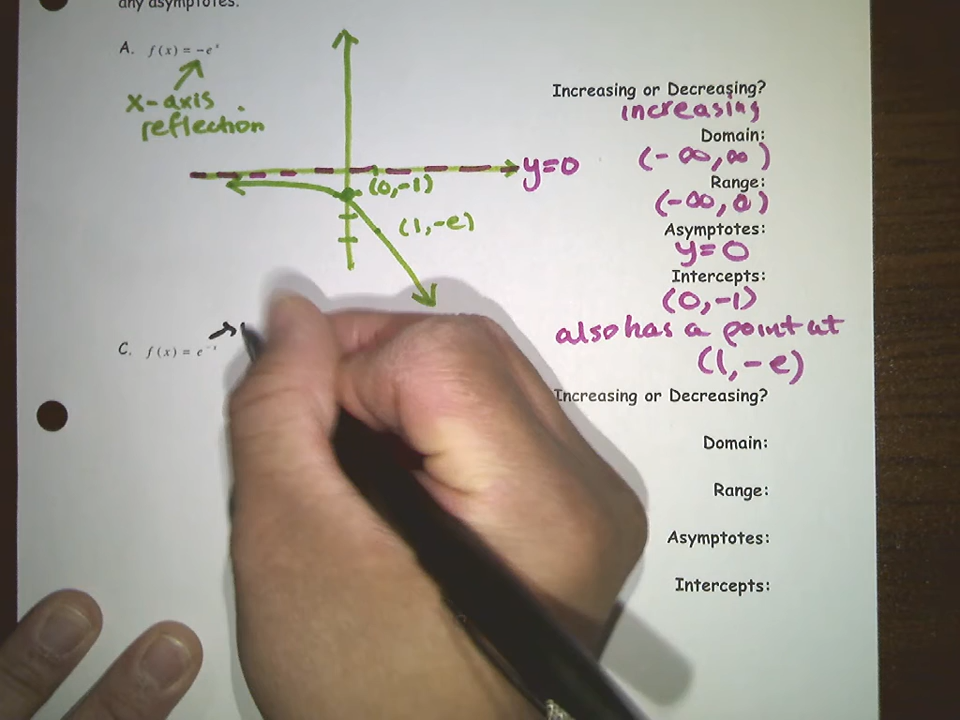 any asymptotes.
A. f(x) = -eˣ
x-axis
reflection
y=0
(0,-1)
(1,-e)
Increasing or Decreasing?
increasing
Domain:
(-∞,∞)
Range:
(-∞,0)
Asymptotes:
y=0
Intercepts:
(0,-1)
also has a point at
(1,-e)
C. f(x) = e⁻ˣ
Increasing or Decreasing?
Domain:
Range:
Asymptotes:
Intercepts: